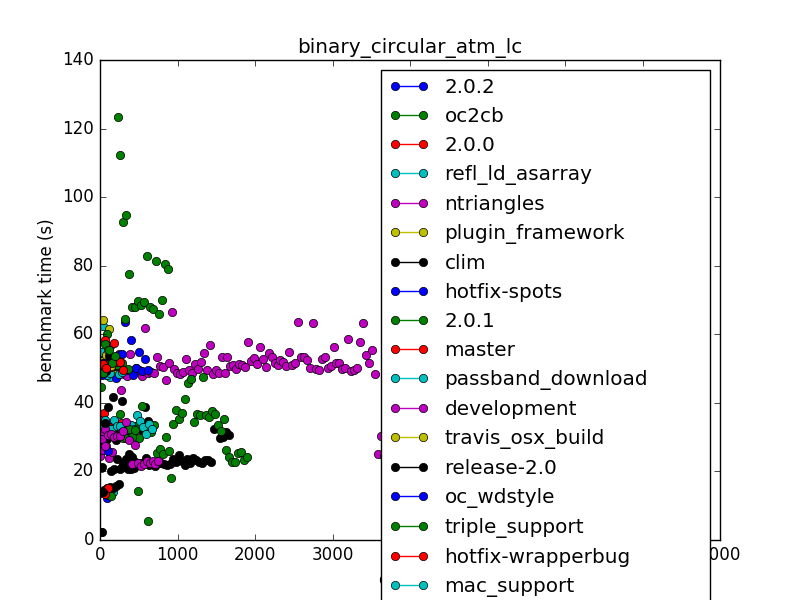 binary_circular_atm_lc
benchmark time (s)
140
120
100
80
60
40
20
0
0
1000
2000
3000
000
2.0.2
oc2cb
2.0.0
refl_ld_asarray
ntriangles
plugin_framework
clim
hotfix-spots
2.0.1
master
passband_download
development
travis_osx_build
release-2.0
oc_wdstyle
triple_support
hotfix-wrapperbug
mac_support